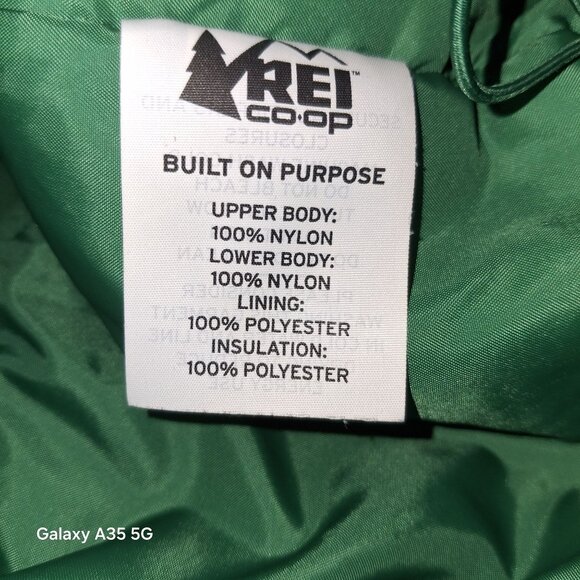 REI™
CO·OP
BUILT ON PURPOSE
UPPER BODY:
100% NYLON
LOWER BODY:
100% NYLON
LINING:
100% POLYESTER
INSULATION:
100% POLYESTER
Galaxy A35 5G